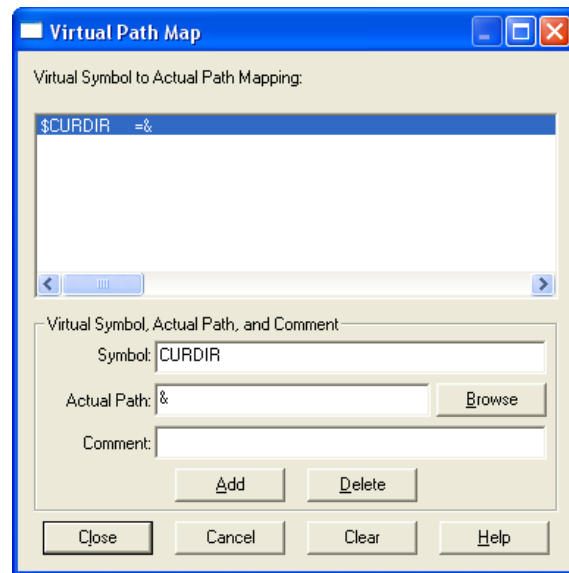 Virtual Path Map
Virtual Symbol to Actual Path Mapping:
$CURDIR =&
Virtual Symbol, Actual Path, and Comment
Symbol: CURDIR
Actual Path: & Browse
Comment:
Add Delete
Close Cancel Clear Help